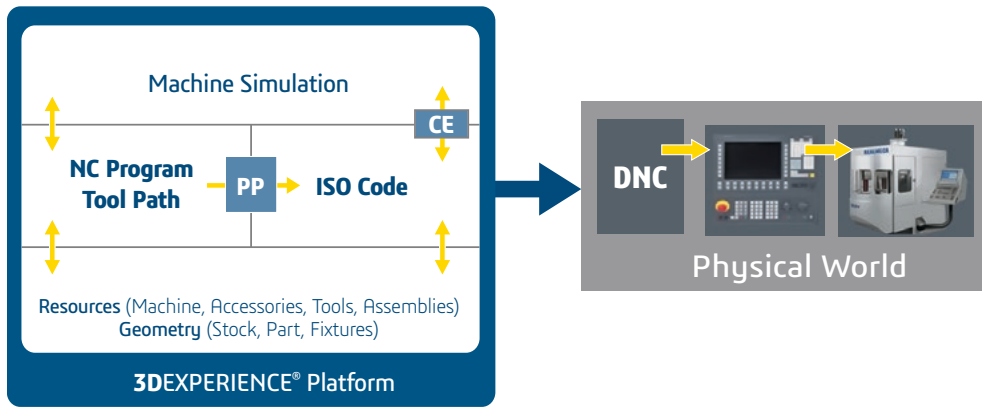 Machine Simulation
CE
NC Program
Tool Path
PP
ISO Code
Resources (Machine, Accessories, Tools, Assemblies)
Geometry (Stock, Part, Fixtures)
3DEXPERIENCE® Platform
DNC
Physical World